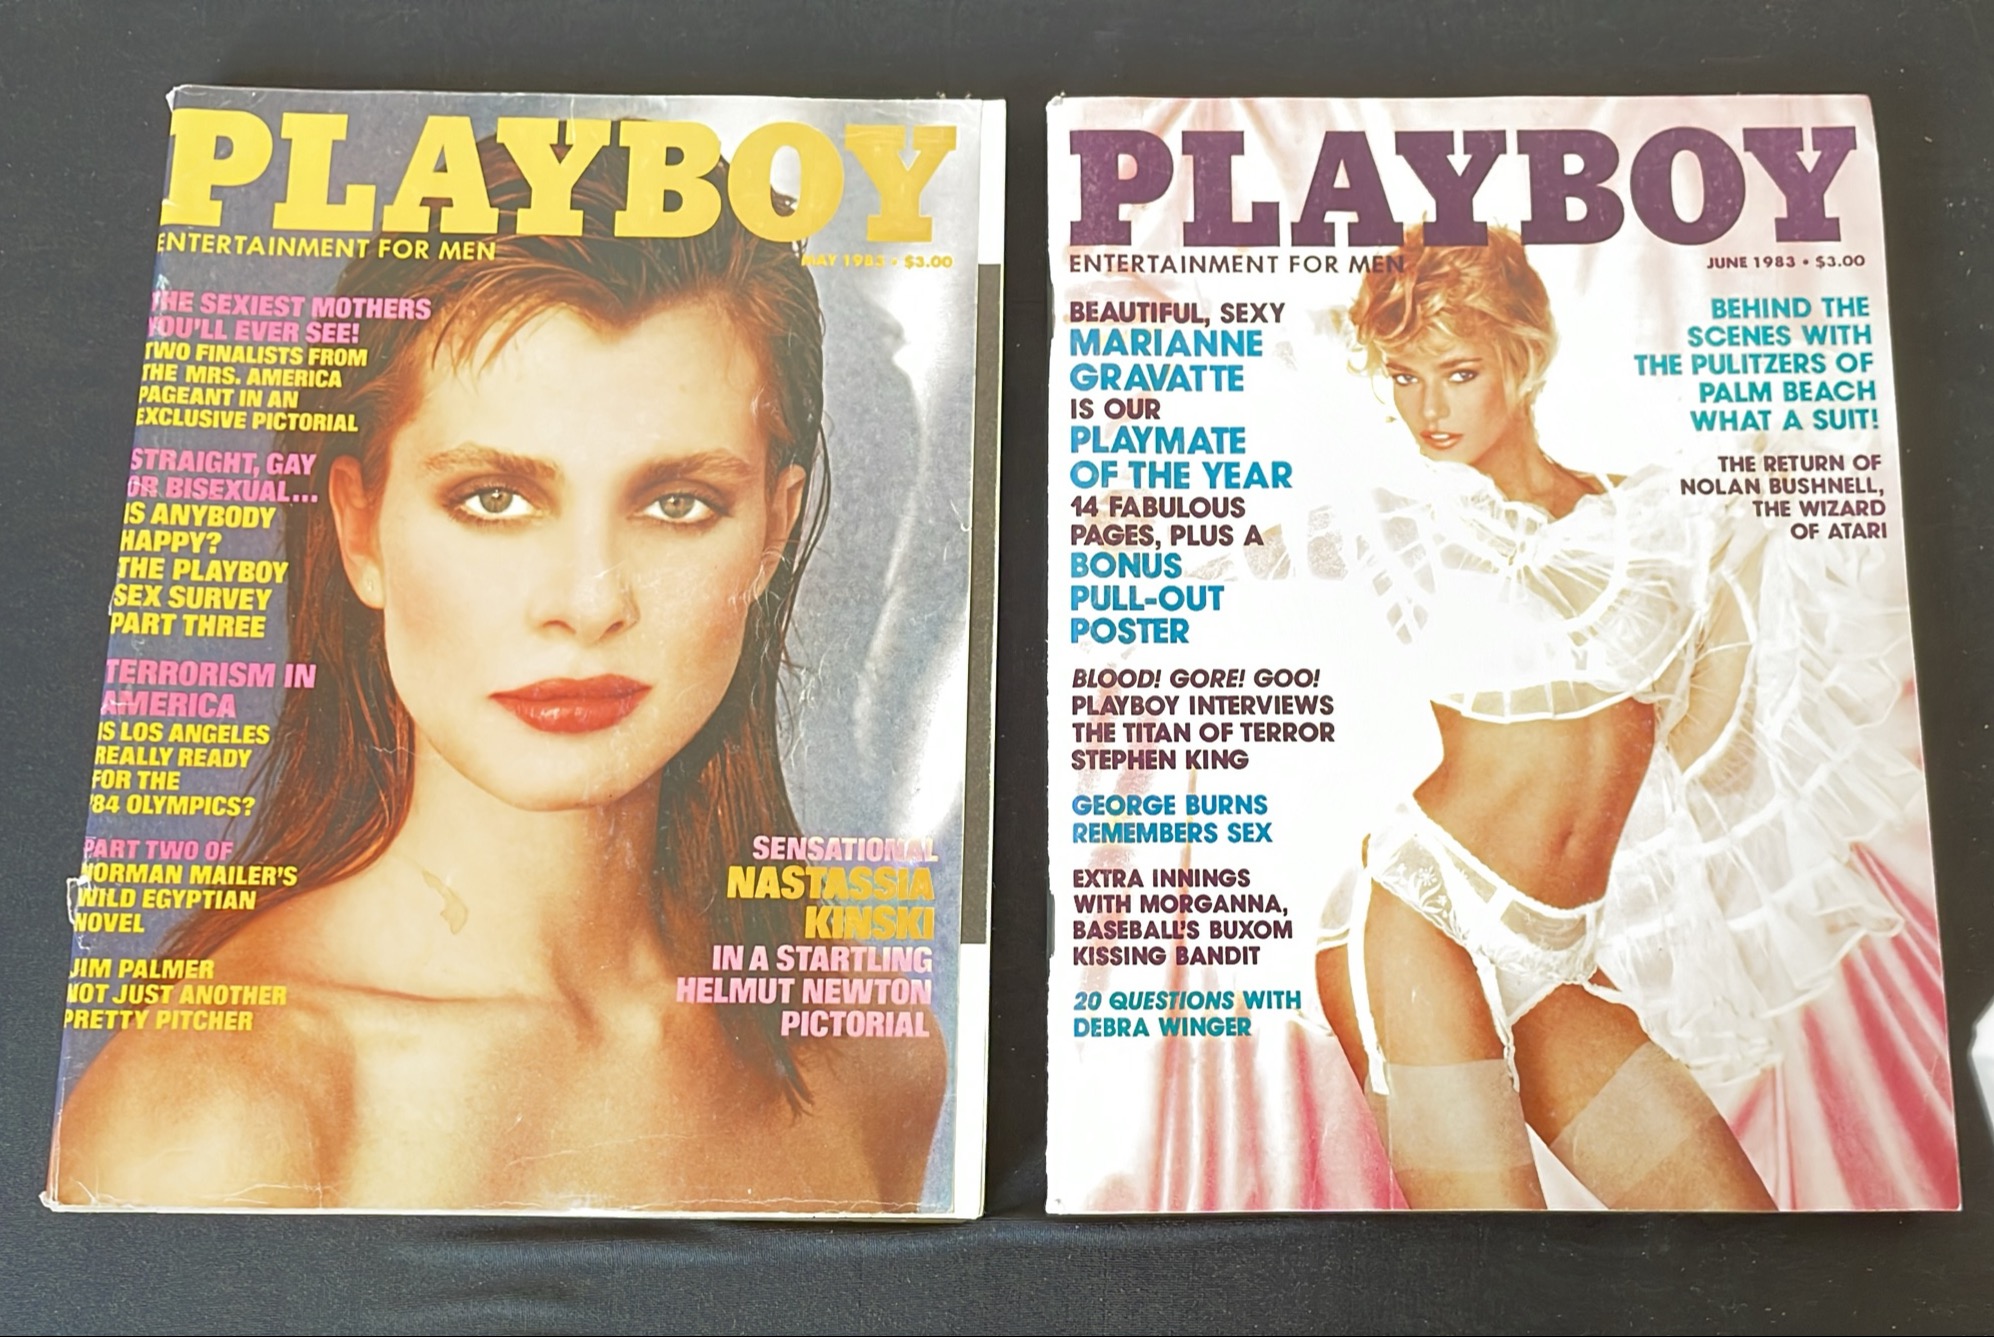 PLAYBOY
ENTERTAINMENT FOR MEN
MAY 1983 • $3.00
THE SEXIEST MOTHERS
YOU'LL EVER SEE!
TWO FINALISTS FROM
THE MRS. AMERICA
PAGEANT IN AN
EXCLUSIVE PICTORIAL
STRAIGHT, GAY
OR BISEXUAL...
IS ANYBODY
HAPPY?
THE PLAYBOY
SEX SURVEY
PART THREE
TERRORISM IN
AMERICA
IS LOS ANGELES
REALLY READY
FOR THE
'84 OLYMPICS?
PART TWO OF
NORMAN MAILER'S
WILD EGYPTIAN
NOVEL
JIM PALMER
NOT JUST ANOTHER
PRETTY PITCHER
SENSATIONAL
NASTASSIA
KINSKI
IN A STARTLING
HELMUT NEWTON
PICTORIAL
PLAYBOY
ENTERTAINMENT FOR MEN
JUNE 1983 • $3.00
BEAUTIFUL, SEXY
MARIANNE
GRAVATTE
IS OUR
PLAYMATE
OF THE YEAR
14 FABULOUS
PAGES, PLUS A
BONUS
PULL-OUT
POSTER
BLOOD! GORE! GOO!
PLAYBOY INTERVIEWS
THE TITAN OF TERROR
STEPHEN KING
GEORGE BURNS
REMEMBERS SEX
EXTRA INNINGS
WITH MORGANNA,
BASEBALL'S BUXOM
KISSING BANDIT
20 QUESTIONS WITH
DEBRA WINGER
BEHIND THE
SCENES WITH
THE PULITZERS OF
PALM BEACH
WHAT A SUIT!
THE RETURN OF
NOLAN BUSHNELL,
THE WIZARD
OF ATARI